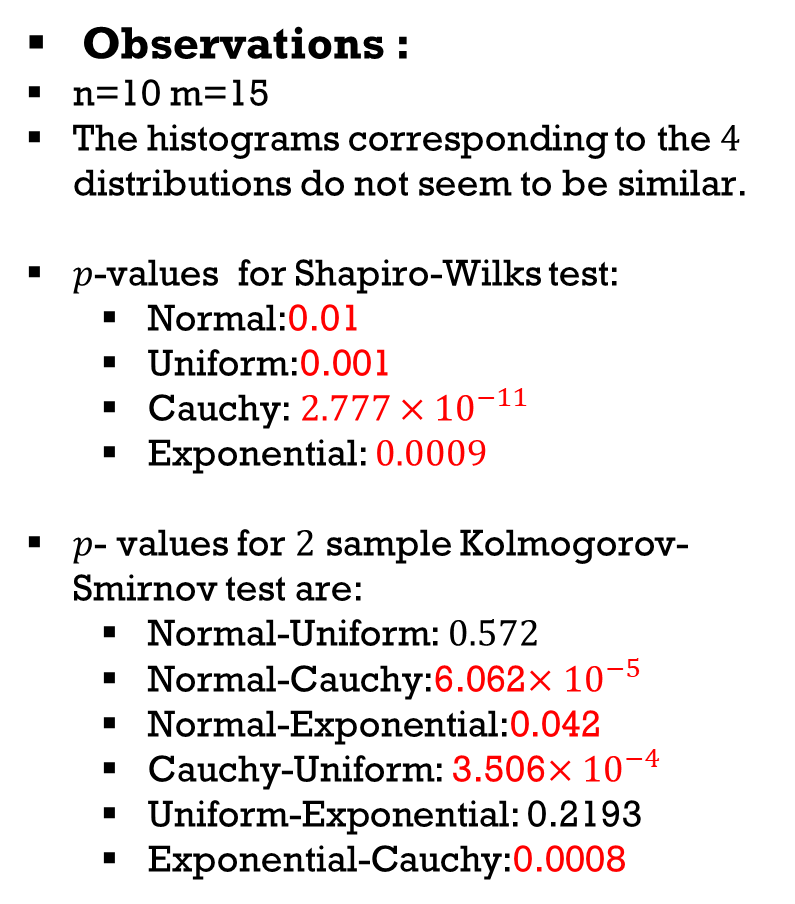 ▪ Observations :
▪ n=10 m=15
▪ The histograms corresponding to the 4
distributions do not seem to be similar.
▪ p-values for Shapiro-Wilks test:
▪ Normal:0.01
▪ Uniform:0.001
▪ Cauchy: 2.777 × 10⁻¹¹
▪ Exponential: 0.0009
▪ p- values for 2 sample Kolmogorov-
Smirnov test are:
▪ Normal-Uniform: 0.572
▪ Normal-Cauchy:6.062× 10⁻⁵
▪ Normal-Exponential:0.042
▪ Cauchy-Uniform: 3.506× 10⁻⁴
▪ Uniform-Exponential: 0.2193
▪ Exponential-Cauchy:0.0008